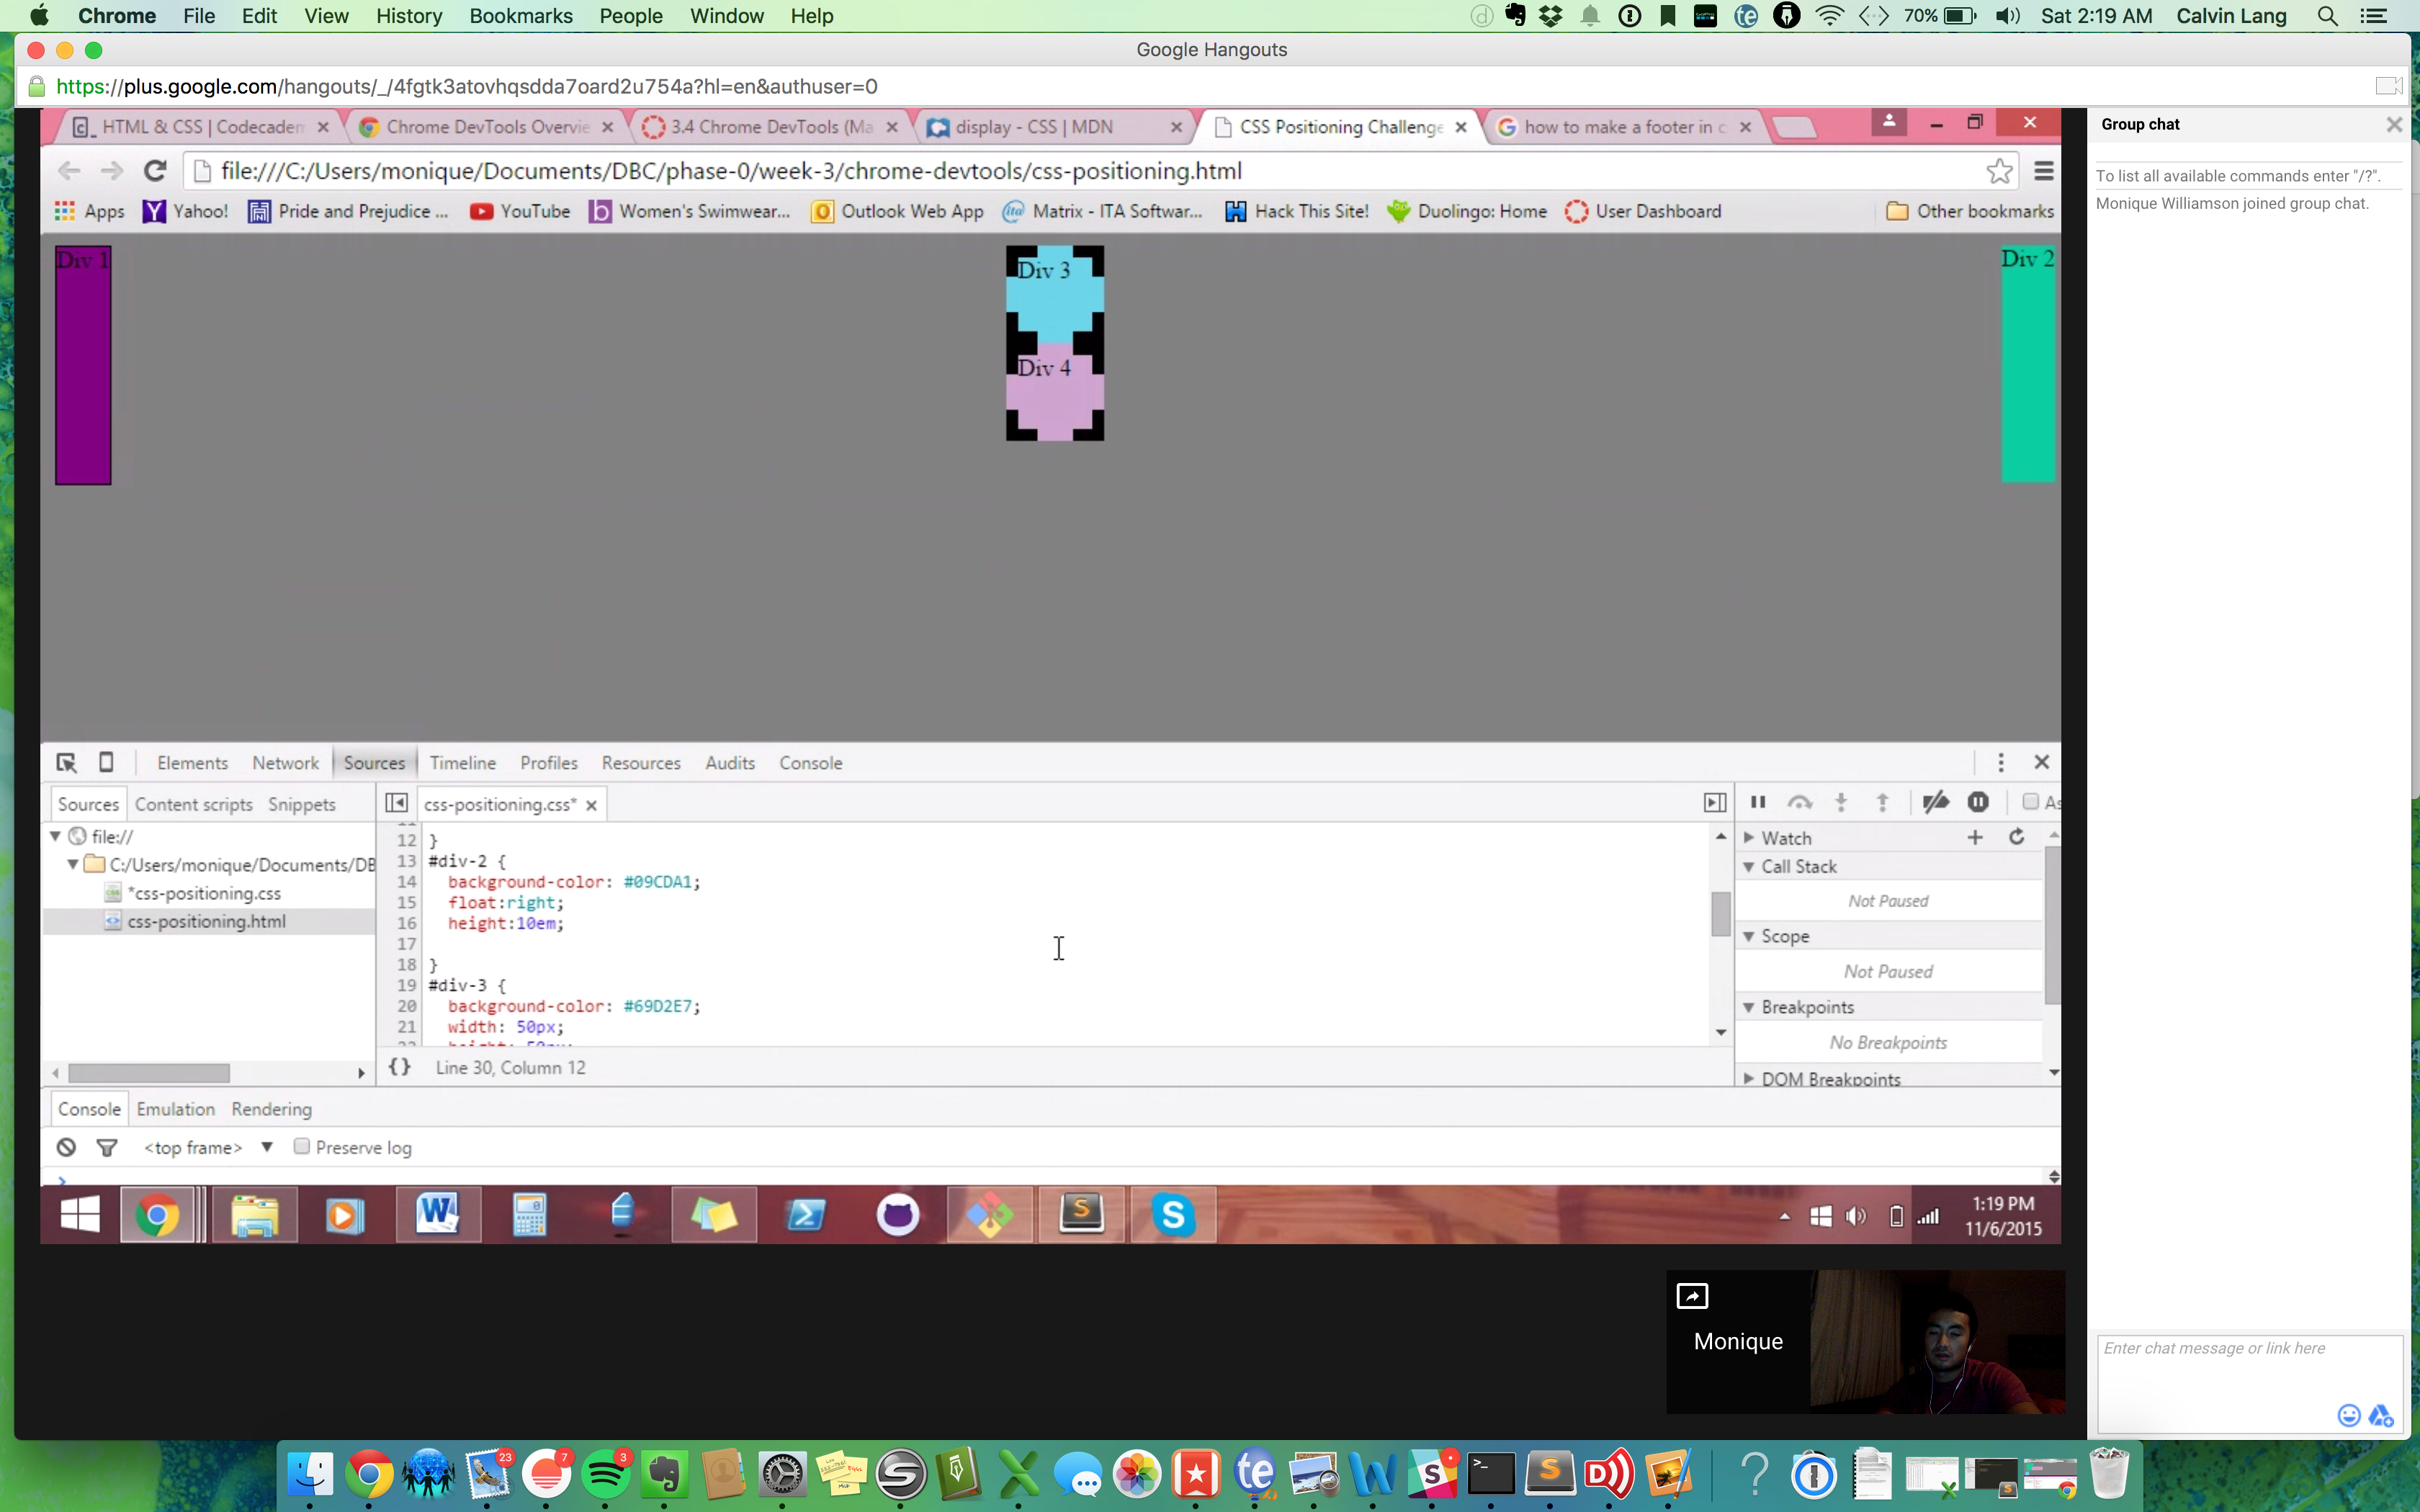 Chrome File Edit View History Bookmarks People Window Help 70% Sat 2:19 AM Calvin Lang
Google Hangouts
https://plus.google.com/hangouts/_/4fgtk3atovhqsdda7oard2u754a?hl=en&authuser=0
HTML & CSS | Codecadem Chrome DevTools Overvie 3.4 Chrome DevTools (Ma display - CSS | MDN CSS Positioning Challenge how to make a footer in c
file:///C:/Users/monique/Documents/DBC/phase-0/week-3/chrome-devtools/css-positioning.html
Apps Yahoo! Pride and Prejudice ... YouTube Women's Swimwear... Outlook Web App Matrix - ITA Softwar... Hack This Site! Duolingo: Home User Dashboard Other bookmarks
Div 1
Div 3
Div 2
Div 4
Elements Network Sources Timeline Profiles Resources Audits Console
Sources Content scripts Snippets
css-positioning.css*
file://
C:/Users/monique/Documents/DB
*css-positioning.css
css-positioning.html
12 }
13 #div-2 {
14 background-color: #09CDA1;
15 float:right;
16 height:10em;
17
18 }
19 #div-3 {
20 background-color: #69D2E7;
21 width: 50px;
{} Line 30, Column 12
As
Watch
Call Stack
Not Paused
Scope
Not Paused
Breakpoints
No Breakpoints
DOM Breakpoints
Console Emulation Rendering
<top frame> Preserve log
1:19 PM
11/6/2015
Monique
Group chat
To list all available commands enter "/?".
Monique Williamson joined group chat.
Enter chat message or link here
23 7 3